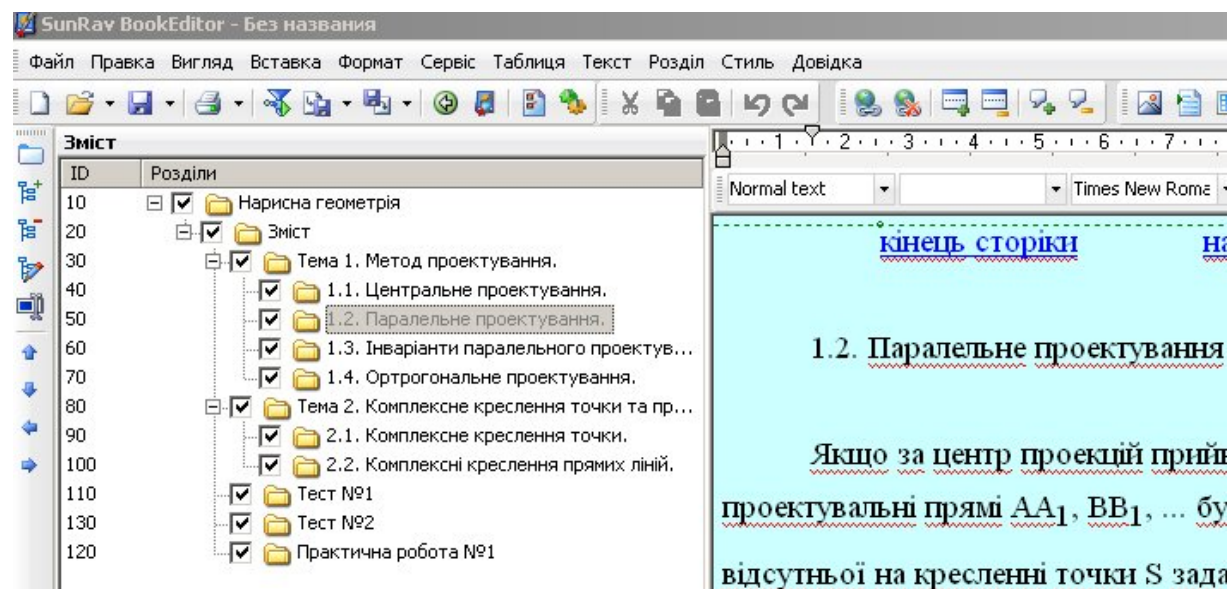 SunRav BookEditor - Без названия
Файл Правка Вигляд Вставка Формат Сервіс Таблиця Текст Розділ Стиль Довідка
Зміст
1 2 3 4 5 6 7
ID Розділи
Normal text Times New Roma
10 Нарисна геометрія
20 Зміст
30 Тема 1. Метод проектування.
40 1.1. Центральне проектування.
50 1.2. Паралельне проектування.
60 1.3. Інваріанти паралельного проектув...
70 1.4. Ортрогональне проектування.
80 Тема 2. Комплексне креслення точки та пр...
90 2.1. Комплексне креслення точки.
100 2.2. Комплексні креслення прямих ліній.
110 Тест №1
130 Тест №2
120 Практична робота №1
кінець сторіки на
1.2. Паралельне проектування
Якщо за центр проекцій прий
проектувальні прямі AA1, BB1, ... бу
відсутньої на кресленні точки S зада